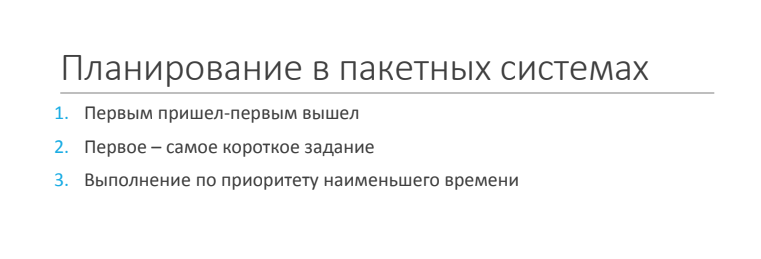 Планирование в пакетных системах
1. Первым пришел-первым вышел
2. Первое – самое короткое задание
3. Выполнение по приоритету наименьшего времени